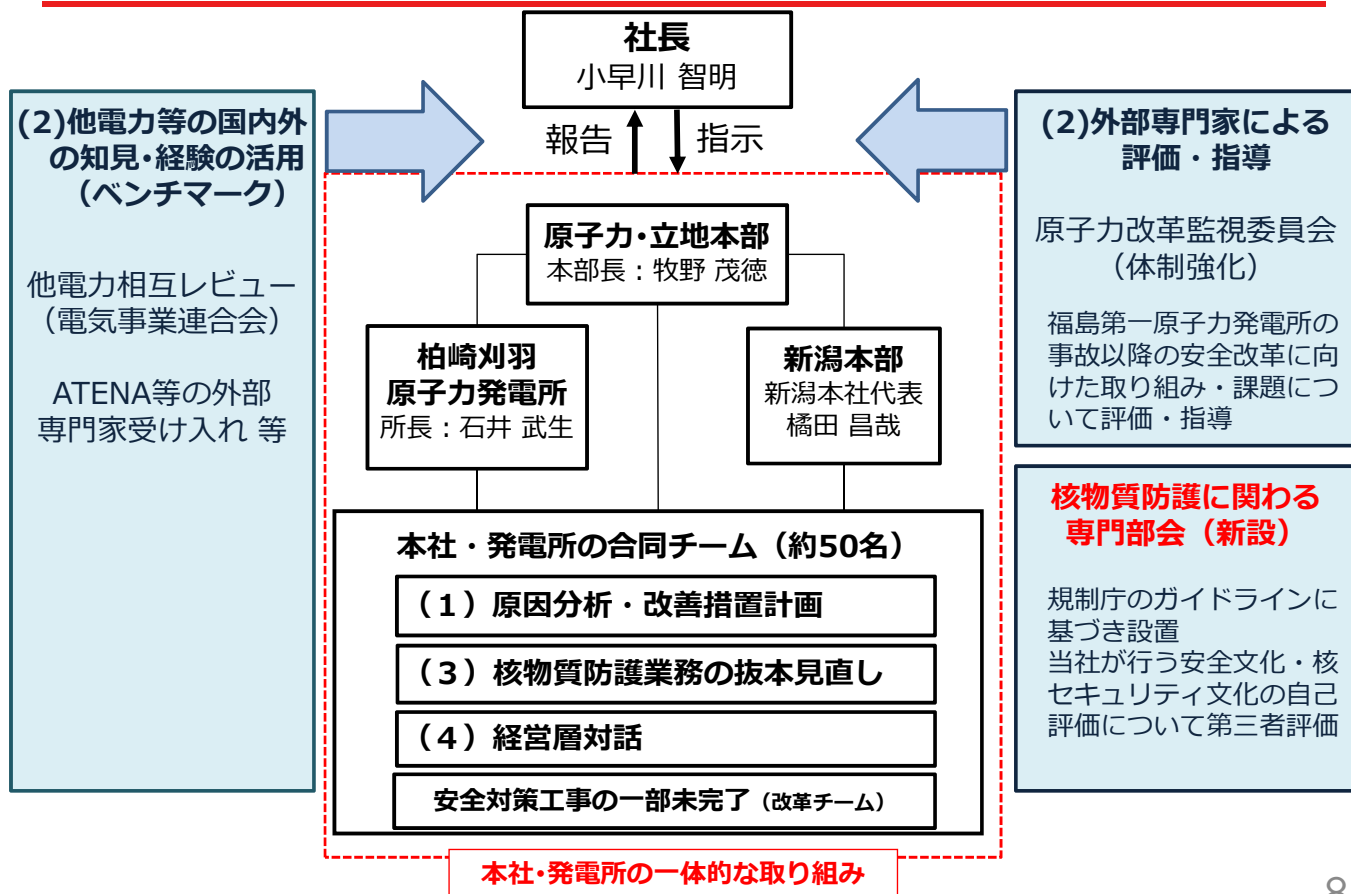 社長
小早川 智明
報告
指示
(2)他電力等の国内外
の知見・経験の活用
(ベンチマーク)
他電力相互レビュー
(電気事業連合会)
ATENA等の外部
専門家受け入れ 等
原子力・立地本部
本部長:牧野 茂徳
柏崎刈羽
原子力発電所
所長:石井 武生
新潟本部
新潟本社代表
橘田 昌哉
本社・発電所の合同チーム(約50名)
(1)原因分析・改善措置計画
(3)核物質防護業務の抜本見直し
(4)経営層対話
安全対策工事の一部未完了(改革チーム)
本社・発電所の一体的な取り組み
(2)外部専門家による
評価・指導
原子力改革監視委員会
(体制強化)
福島第一原子力発電所の
事故以降の安全改革に向
けた取り組み・課題につ
いて評価・指導
核物質防護に関わる
専門部会(新設)
規制庁のガイドラインに
基づき設置
当社が行う安全文化・核
セキュリティ文化の自己
評価について第三者評価
8